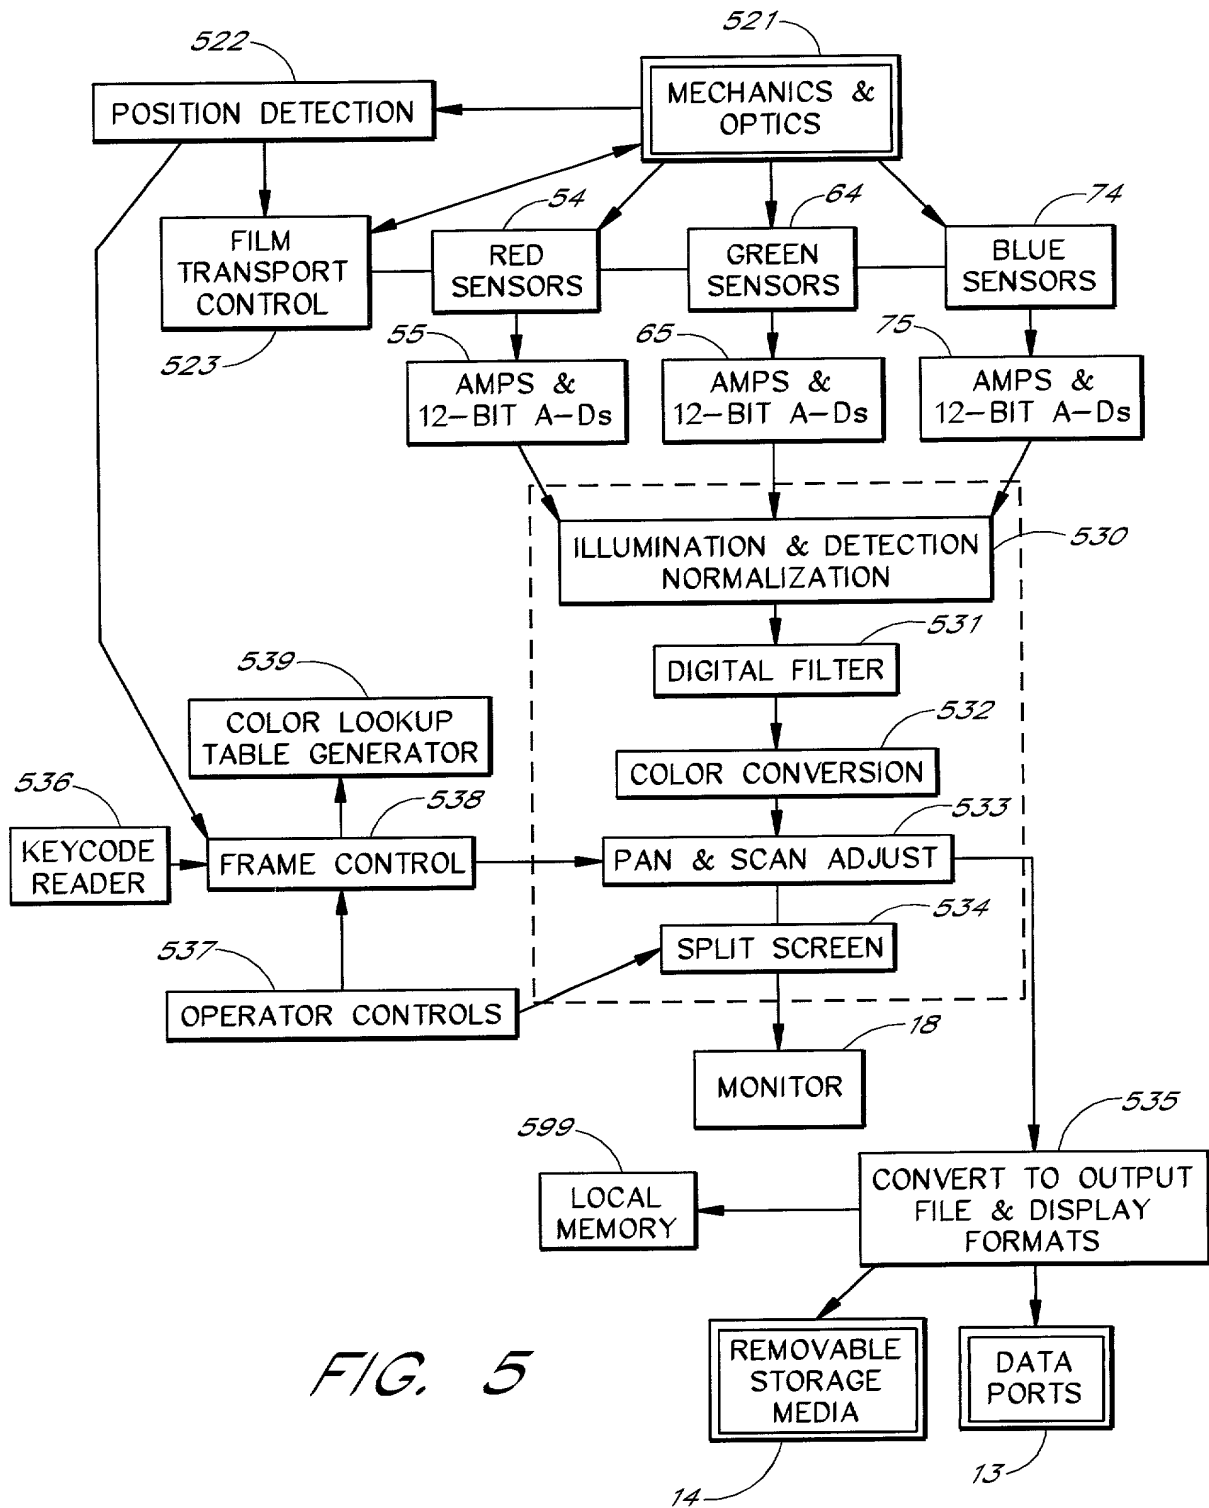 522
521
POSITION DETECTION
MECHANICS &
OPTICS
54
64
74
FILM
TRANSPORT
CONTROL
RED
SENSORS
GREEN
SENSORS
BLUE
SENSORS
523
55
65
75
AMPS &
12-BIT A-Ds
AMPS &
12-BIT A-Ds
AMPS &
12-BIT A-Ds
ILLUMINATION & DETECTION
NORMALIZATION
530
531
DIGITAL FILTER
539
COLOR LOOKUP
TABLE GENERATOR
532
COLOR CONVERSION
536
538
533
KEYCODE
READER
FRAME CONTROL
PAN & SCAN ADJUST
534
SPLIT SCREEN
537
OPERATOR CONTROLS
18
MONITOR
535
599
CONVERT TO OUTPUT
FILE & DISPLAY
FORMATS
LOCAL
MEMORY
REMOVABLE
STORAGE
MEDIA
DATA
PORTS
FIG. 5
14
13